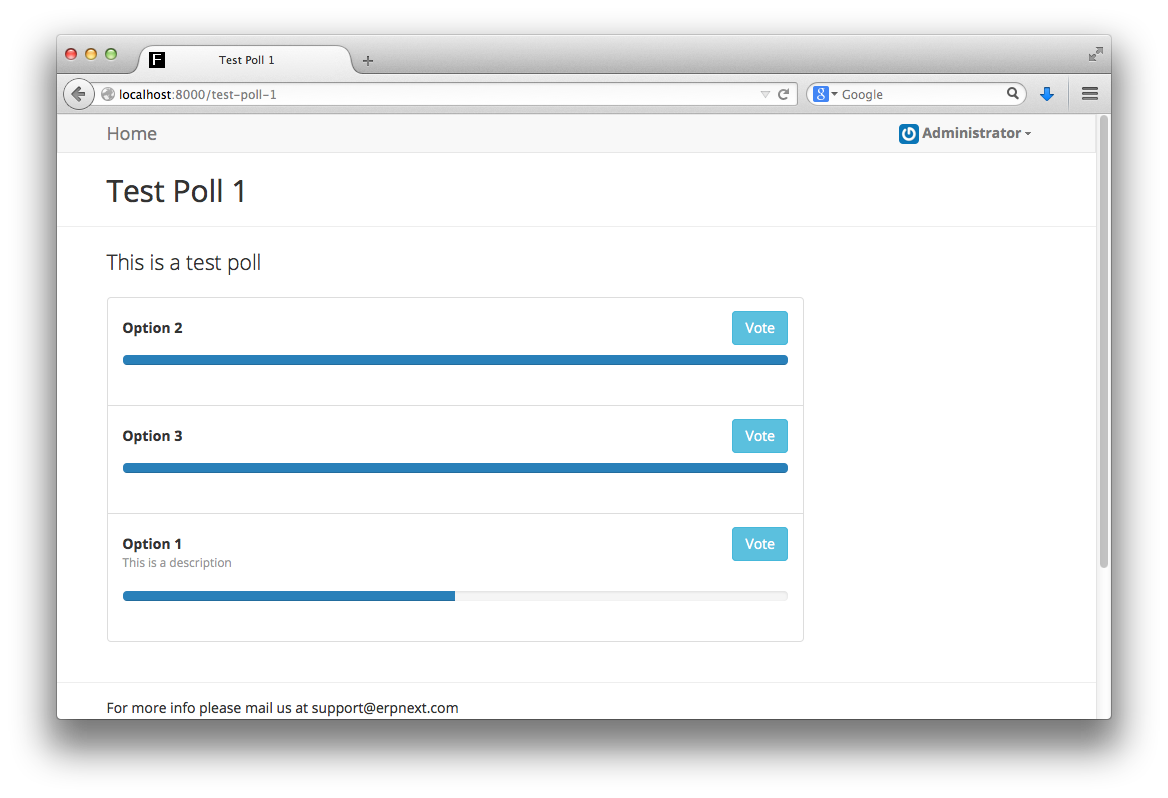 F
Test Poll 1
localhost:8000/test-poll-1
8 Google
Home
Administrator
Test Poll 1
This is a test poll
Option 2
Vote
Option 3
Vote
Option 1
Vote
This is a description
For more info please mail us at support@erpnext.com